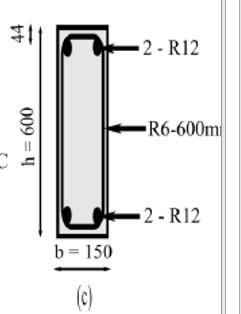 44
2 - R12
R6-600m
h = 600
2 - R12
b = 150
(c)